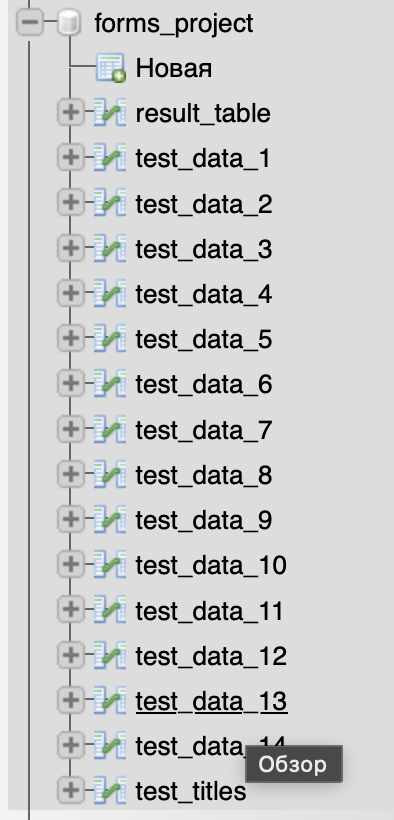 forms_project
Новая
result_table
test_data_1
test_data_2
test_data_3
test_data_4
test_data_5
test_data_6
test_data_7
test_data_8
test_data_9
test_data_10
test_data_11
test_data_12
test_data_13
test_data_14
Обзор
test_titles